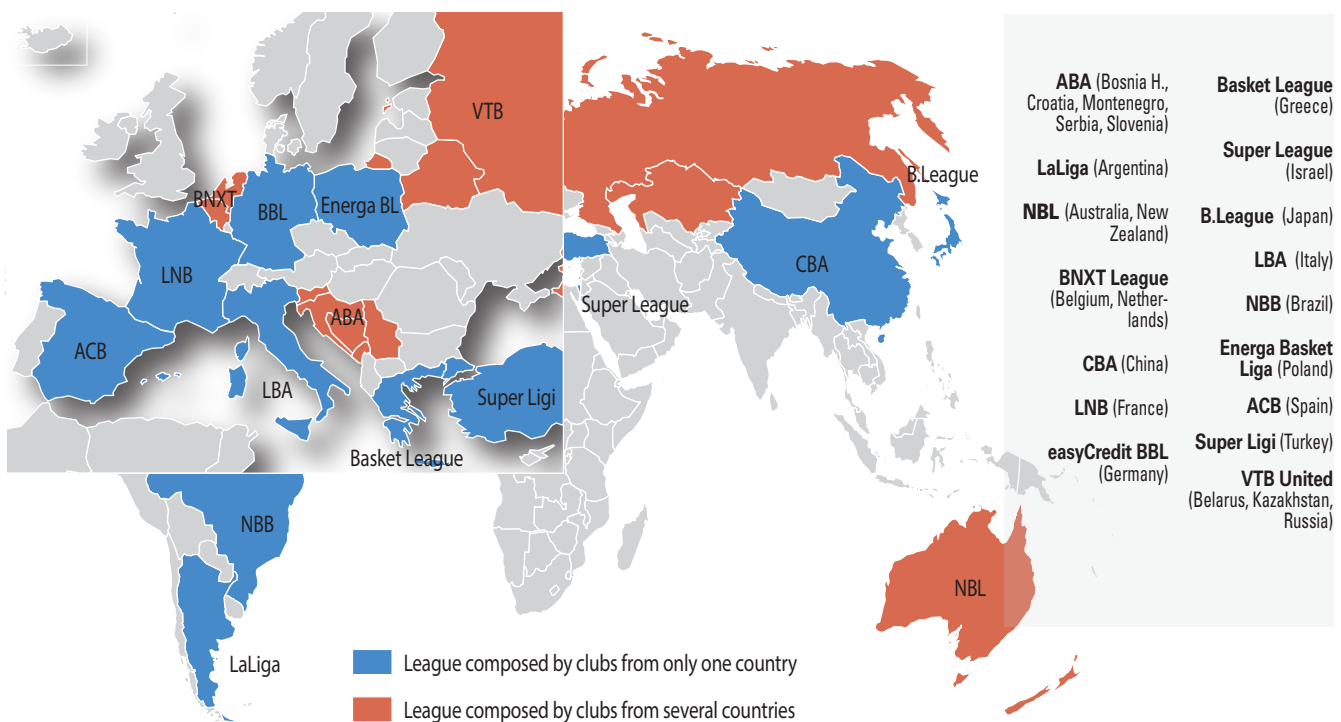 VTB
BNXT
BBL
Energa BL
B.League
LNB
CBA
Super League
ABA
ACB
LBA
Super Ligi
Basket League
NBB
NBL
LaLiga
League composed by clubs from only one country
League composed by clubs from several countries
ABA (Bosnia H.,
Croatia, Montenegro,
Serbia, Slovenia)
LaLiga (Argentina)
NBL (Australia, New
Zealand)
BNXT League
(Belgium, Nether-
lands)
CBA (China)
LNB (France)
easyCredit BBL
(Germany)
Basket League
(Greece)
Super League
(Israel)
B.League (Japan)
LBA (Italy)
NBB (Brazil)
Energa Basket
Liga (Poland)
ACB (Spain)
Super Ligi (Turkey)
VTB United
(Belarus, Kazakhstan,
Russia)